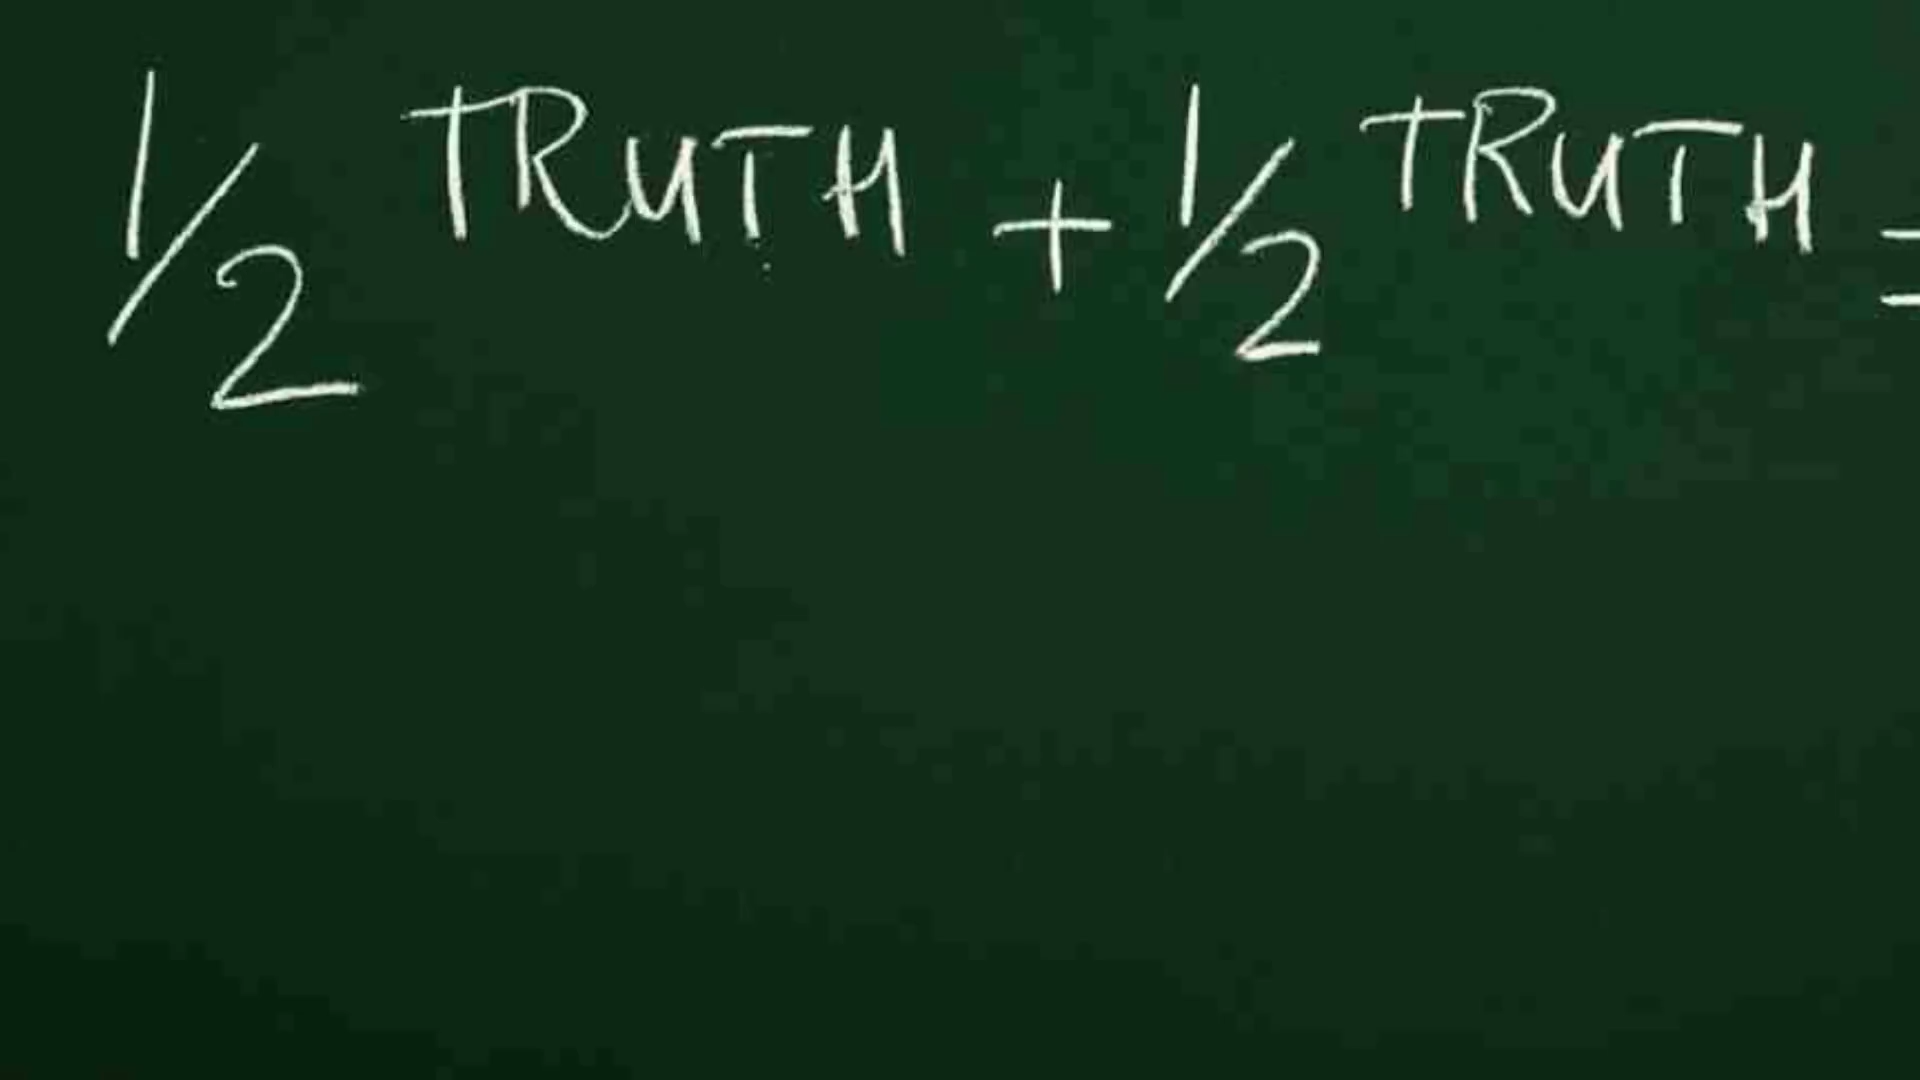 1/2 TRUTH + 1/2 TRUTH =